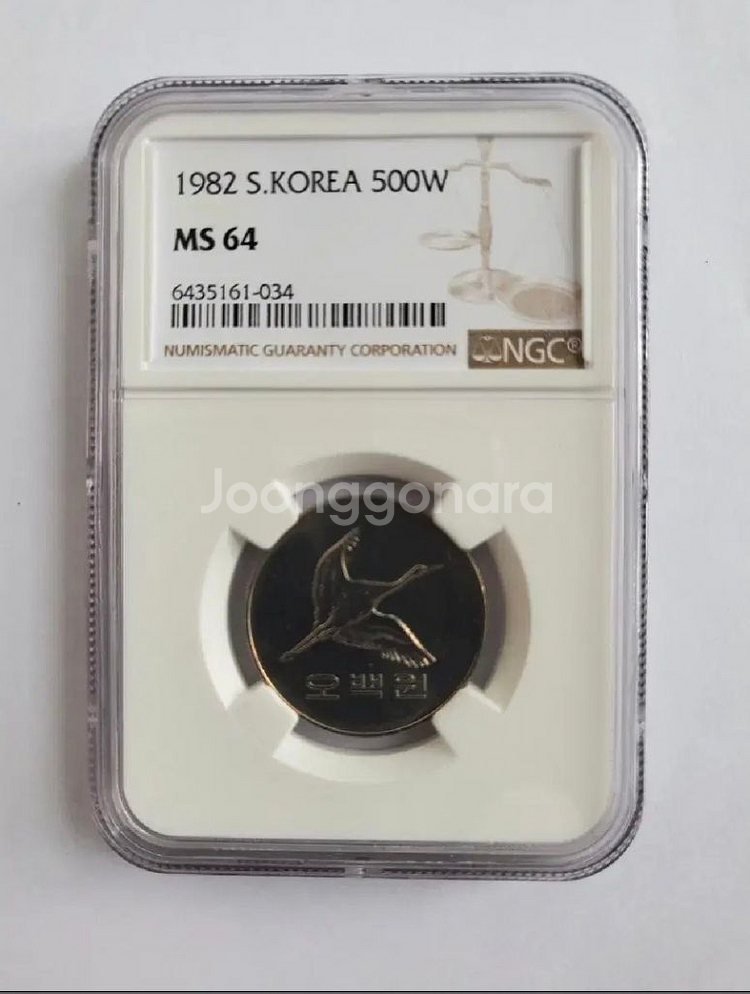 1982 S.KOREA 500W
MS 64
6435161-034
NUMISMATIC GUARANTY CORPORATION NGC®
Joonggonara
오백원